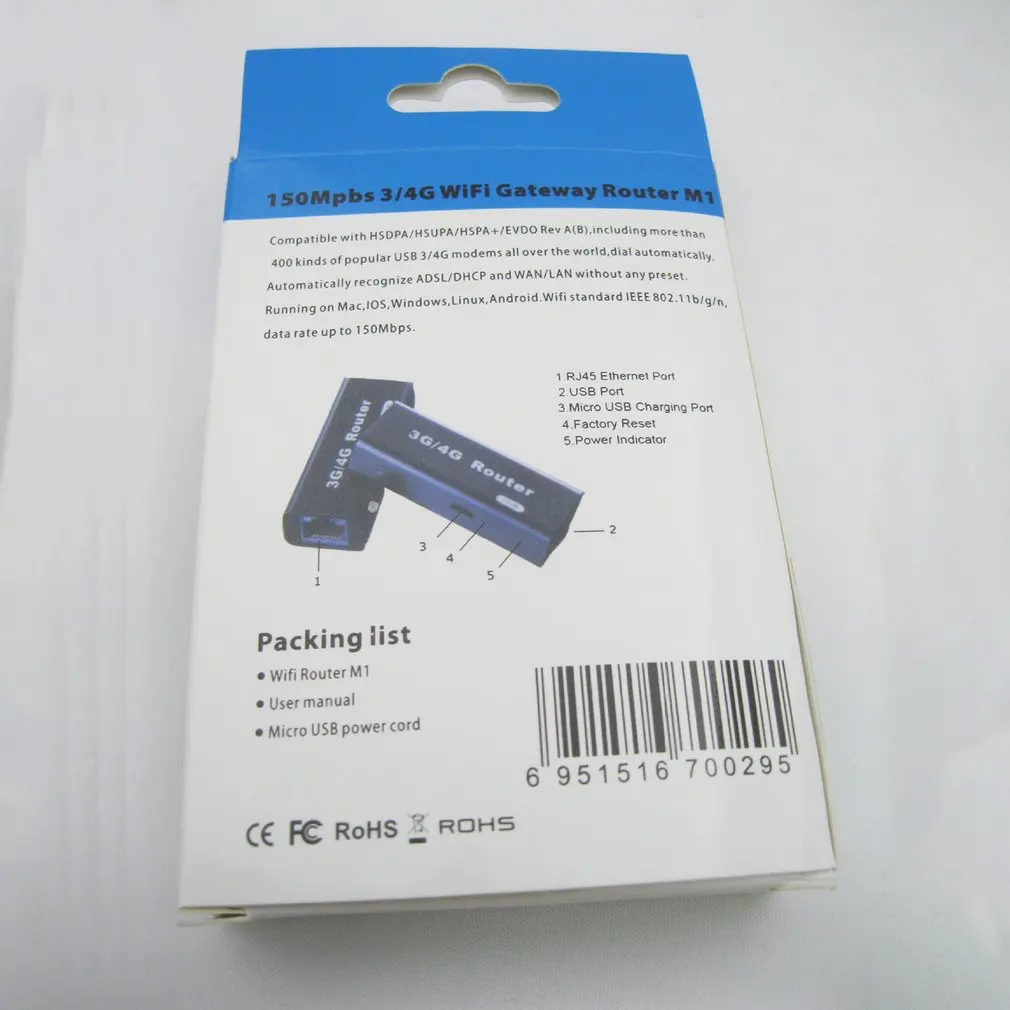 150Mpbs 3/4G WiFi Gateway Router M1
Compatible with HSDPA/HSUPA/HSPA+/EVDO Rev A(B),including more than
400 kinds of popular USB 3/4G modems all over the world,dial automatically.
Automatically recognize ADSL/DHCP and WAN/LAN without any preset.
Running on Mac,IOS,Windows,Linux,Android.Wifi standard IEEE 802.11b/g/n,
data rate up to 150Mbps.
1 RJ45 Ethernet Port
2 USB Port
3 Micro USB Charging Port
4.Factory Reset
5.Power Indicator
3G/4G Router
3G/4G Router
1
2
3
4
5
Packing list
• Wifi Router M1
• User manual
• Micro USB power cord
6 951516 700295
CE FC RoHS ROHS